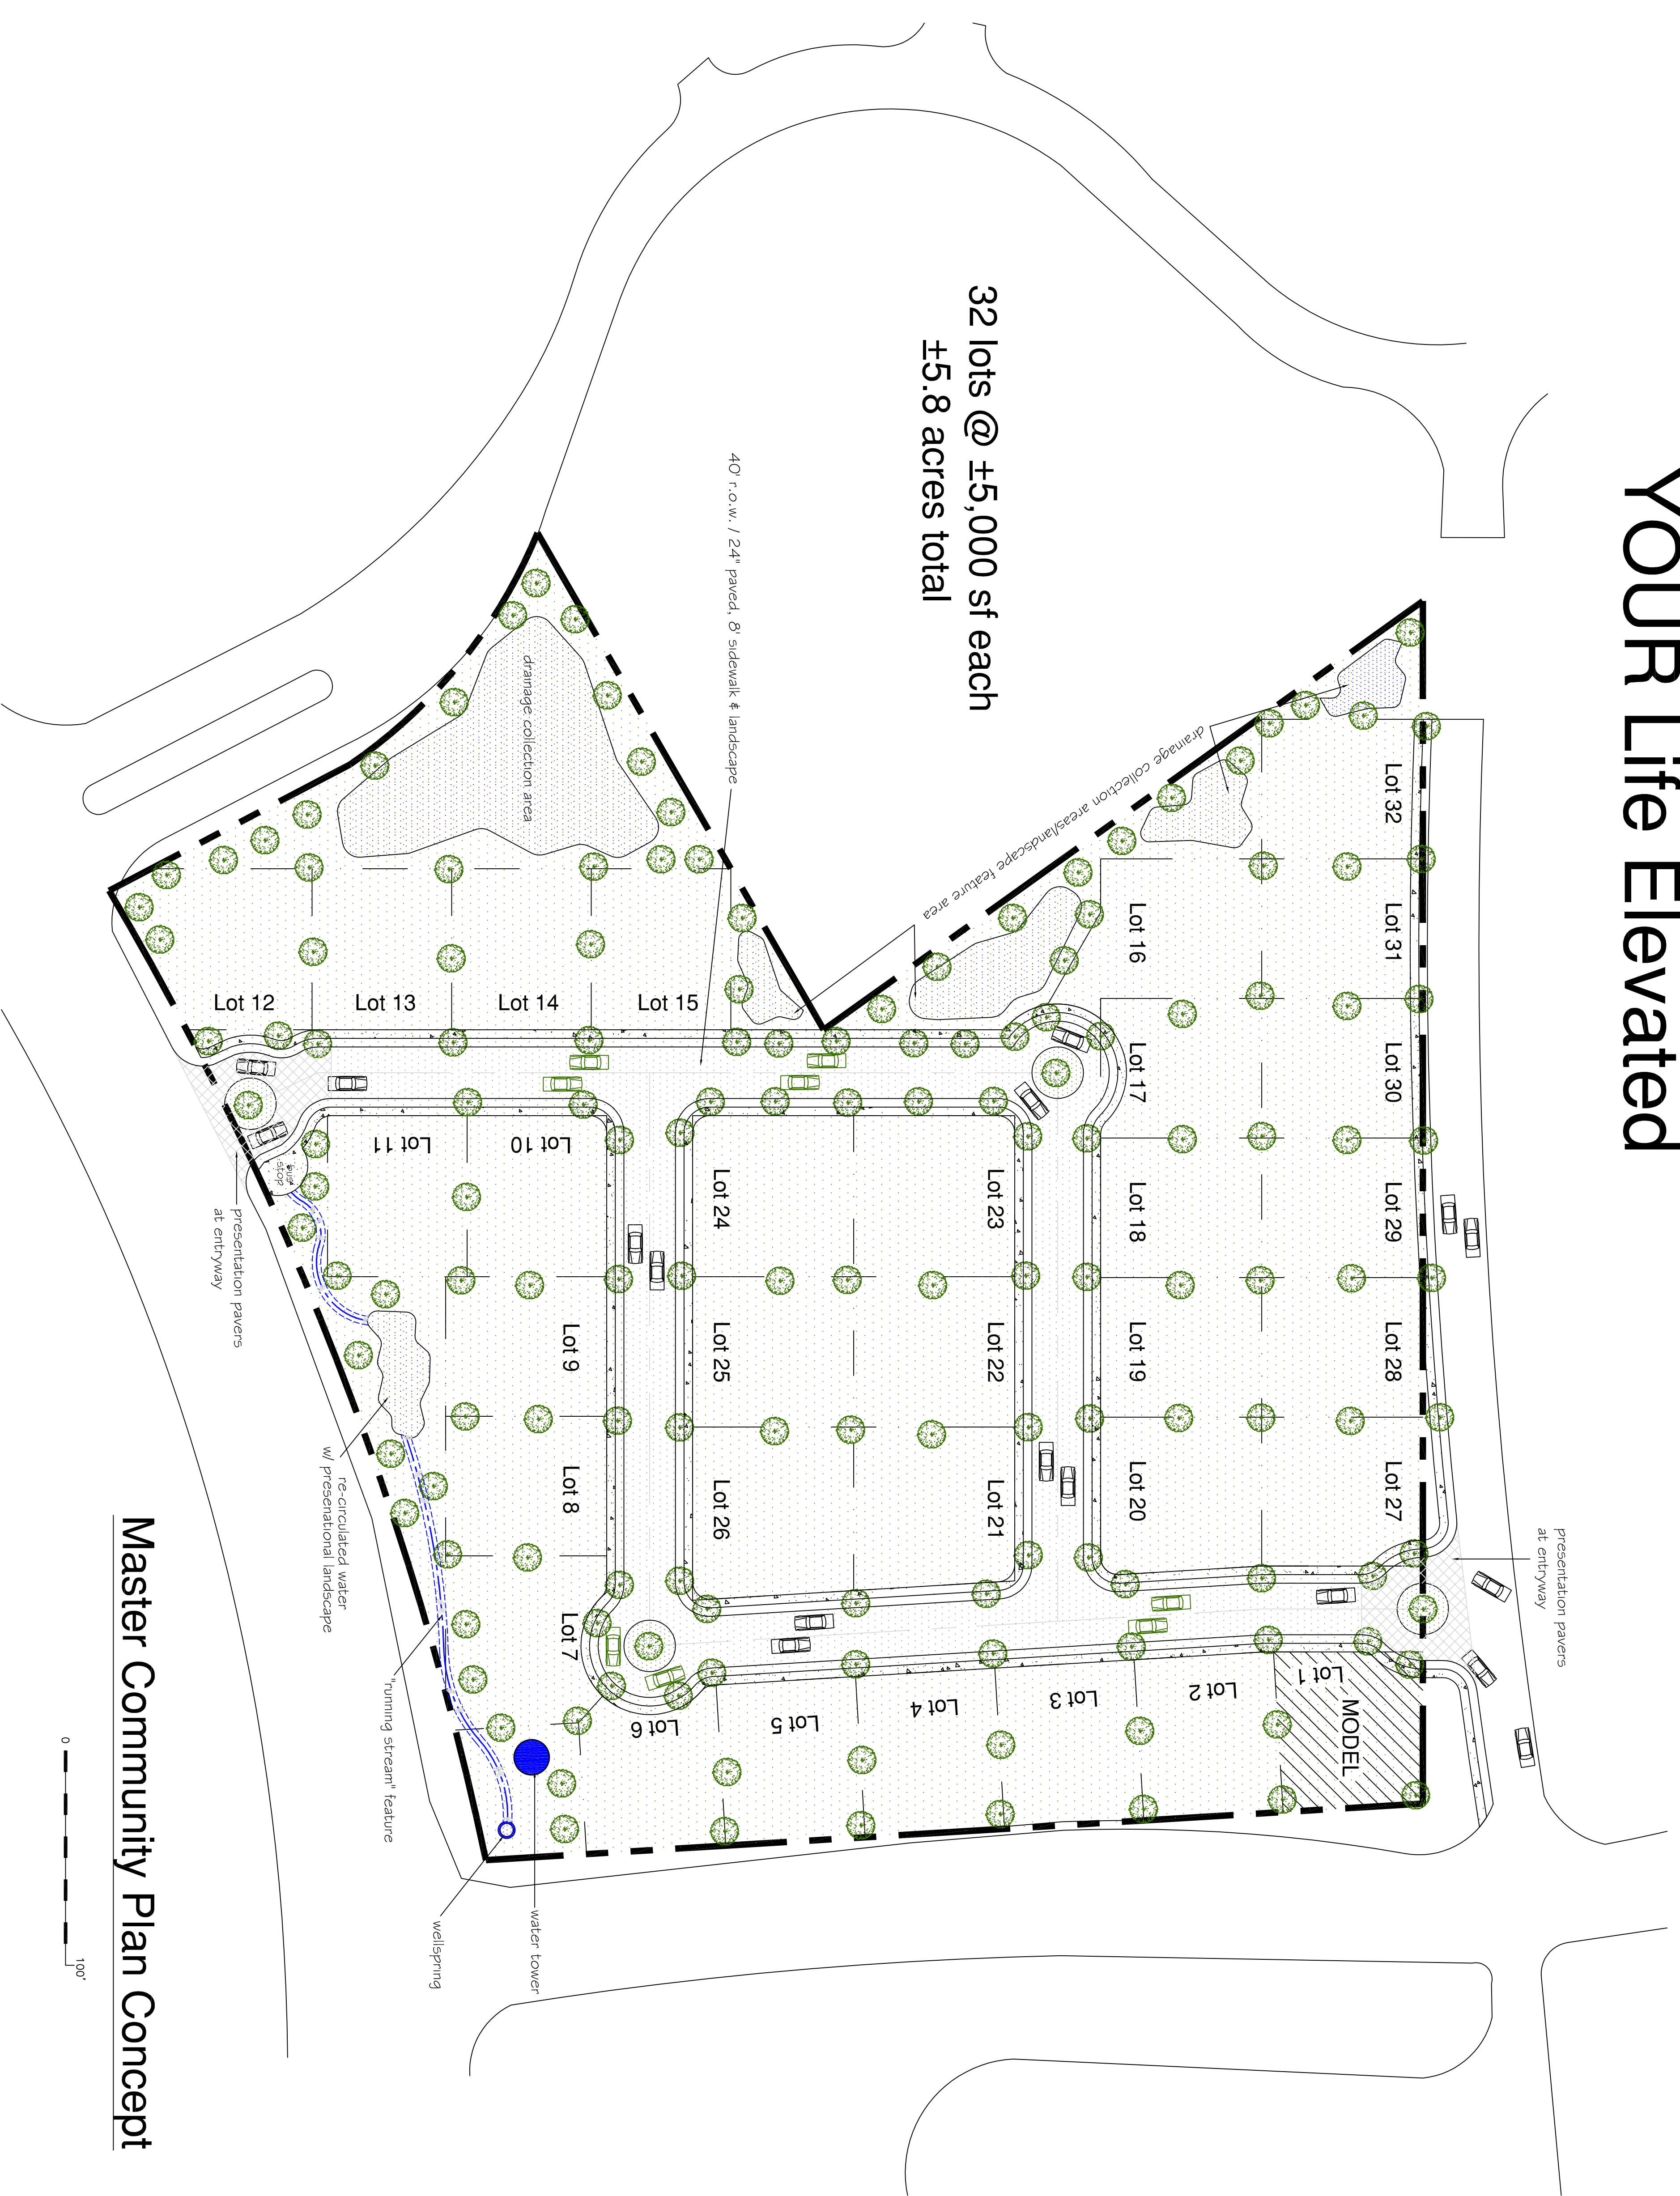 YOUR Life Elevated
32 lots @ ±5,000 sf each
±5.8 acres total
40' r.o.w. / 24" paved, 8' sidewalk & landscape
drainage collection areas/landscape feature area
drainage collection area
presentation pavers
at entryway
Lot 32
Lot 31
Lot 30
Lot 29
Lot 28
Lot 27
Lot 16
Lot 17
Lot 18
Lot 19
Lot 20
Lot 23
Lot 22
Lot 21
Lot 24
Lot 25
Lot 26
Lot 12
Lot 13
Lot 14
Lot 15
Lot 11
Lot 10
Lot 9
Lot 8
Lot 7
Lot 6
Lot 5
Lot 4
Lot 3
Lot 2
Lot 1
MODEL
bus
stop
presentation pavers
at entryway
re-circulated water
w/ presenational landscape
"running stream" feature
water tower
wellspring
Master Community Plan Concept
0
100'